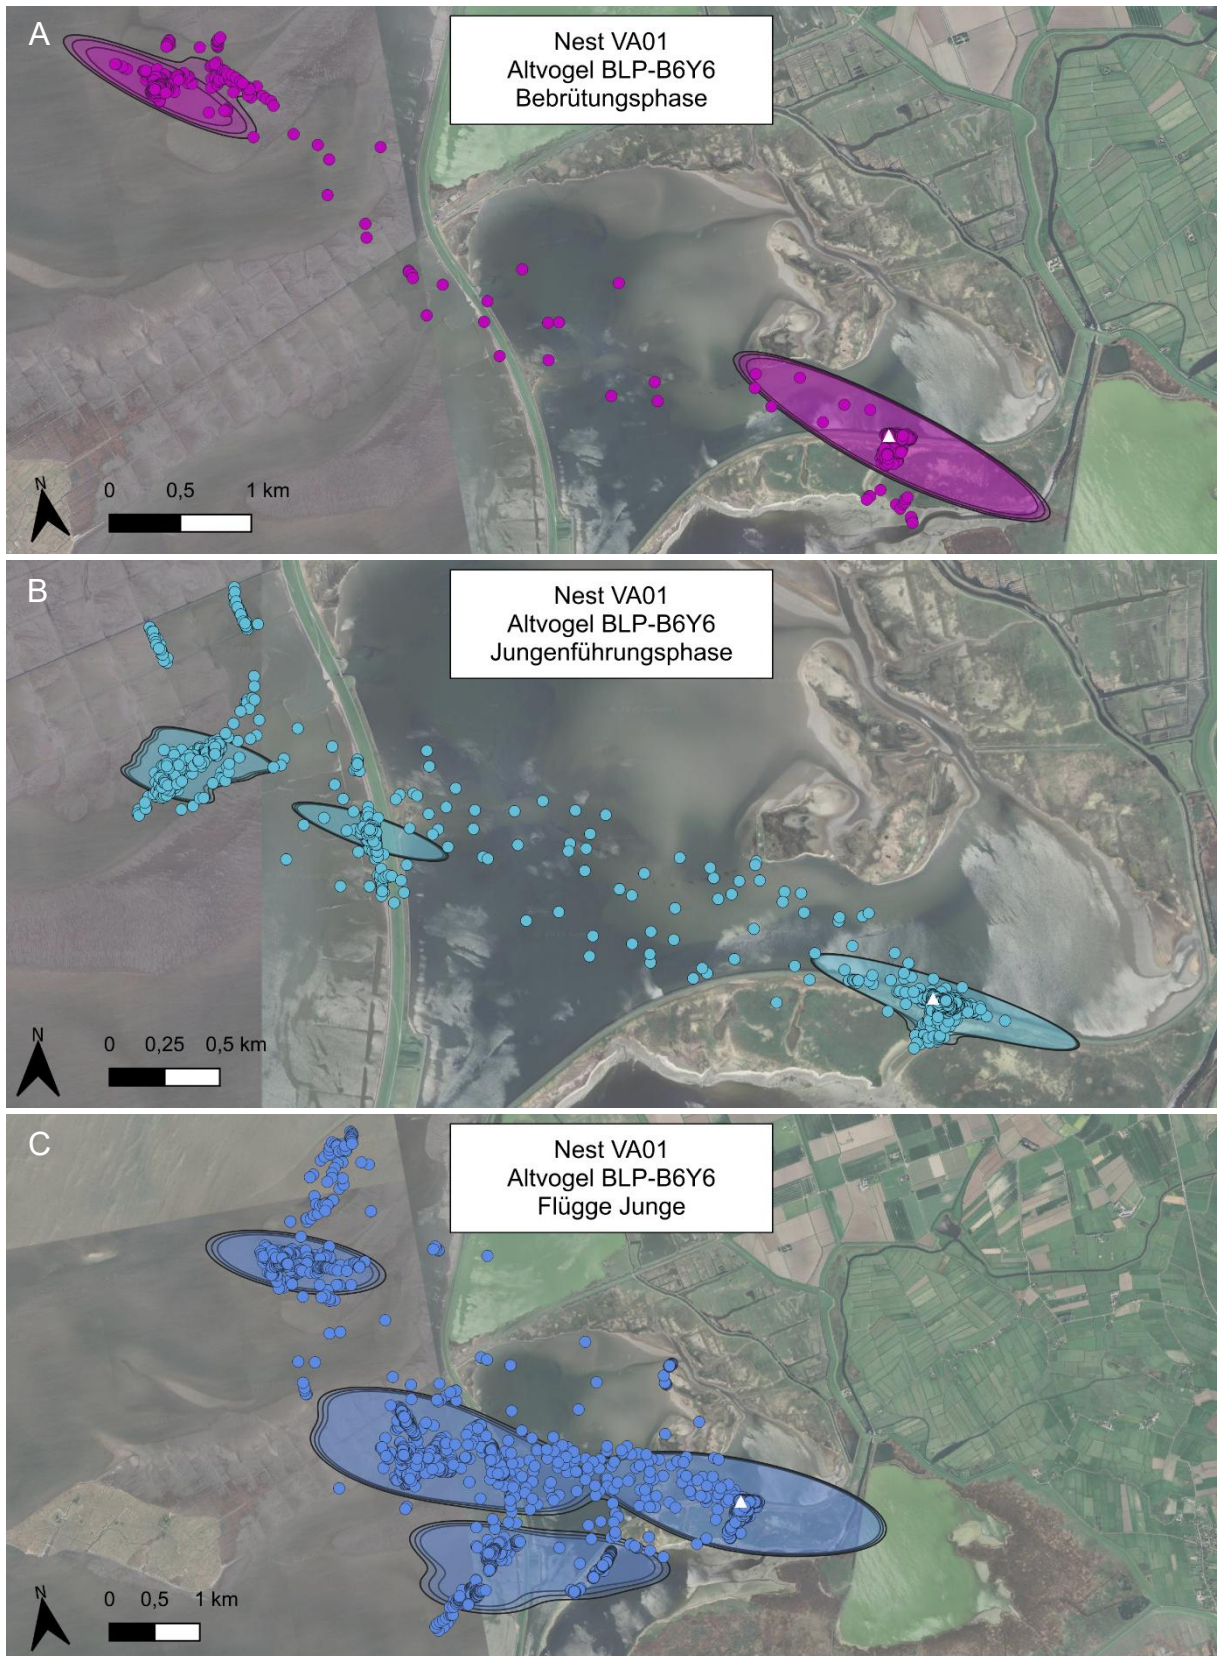 A
Nest VA01
Altvogel BLP-B6Y6
Bebrütungsphase
N
0 0,5 1 km
B
Nest VA01
Altvogel BLP-B6Y6
Jungenführungsphase
N
0 0,25 0,5 km
C
Nest VA01
Altvogel BLP-B6Y6
Flügge Junge
N
0 0,5 1 km